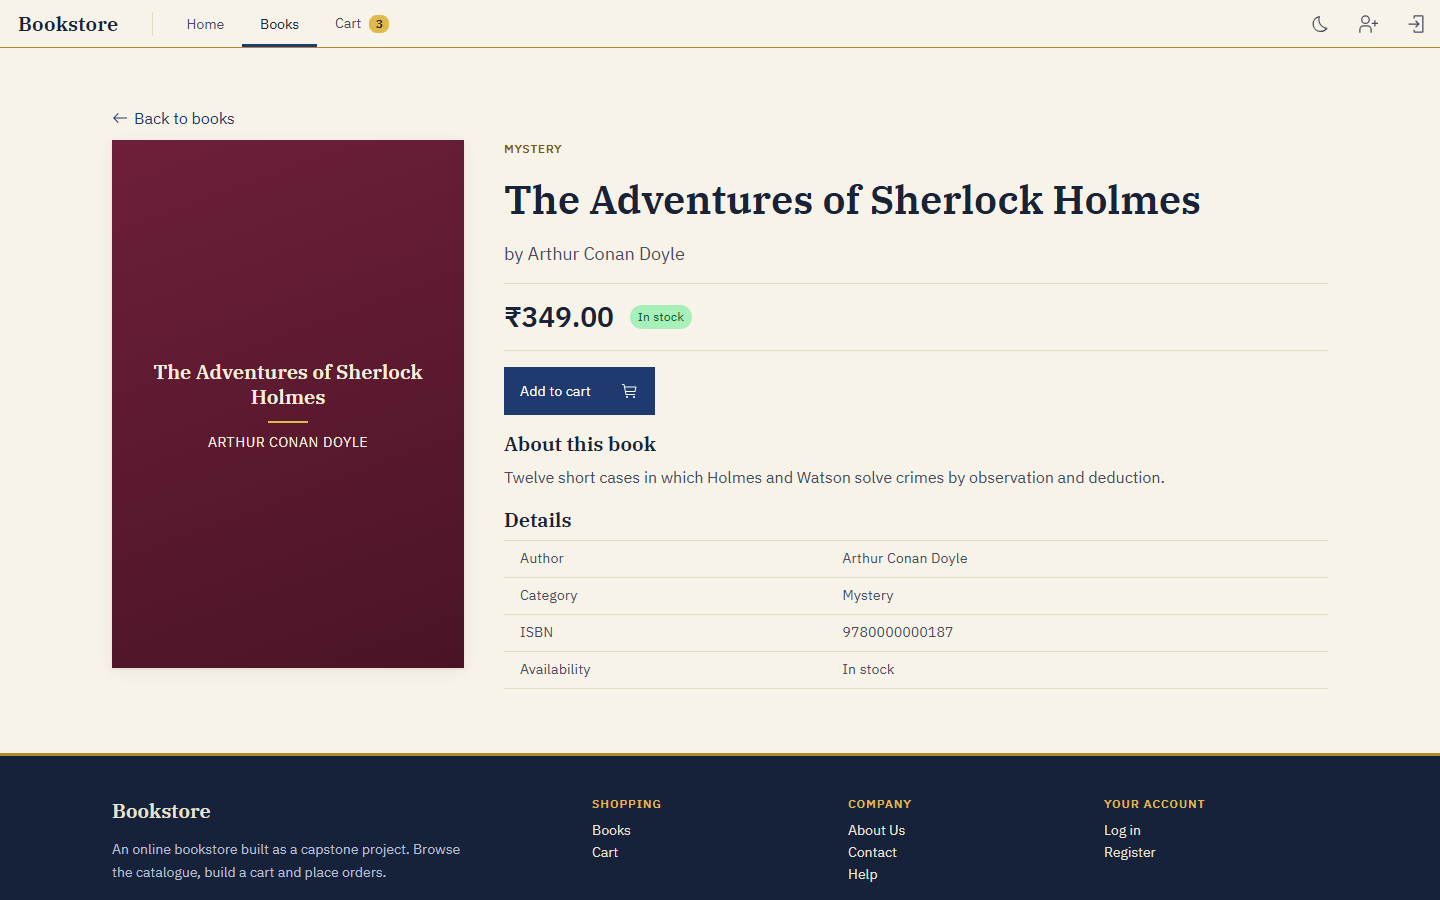 Bookstore
Home
Books
Cart 3
Back to books
The Adventures of Sherlock
Holmes
ARTHUR CONAN DOYLE
MYSTERY
The Adventures of Sherlock Holmes
by Arthur Conan Doyle
₹349.00 In stock
Add to cart
About this book
Twelve short cases in which Holmes and Watson solve crimes by observation and deduction.
Details
Author Arthur Conan Doyle
Category Mystery
ISBN 9780000000187
Availability In stock
Bookstore
An online bookstore built as a capstone project. Browse
the catalogue, build a cart and place orders.
SHOPPING
Books
Cart
COMPANY
About Us
Contact
Help
YOUR ACCOUNT
Log in
Register